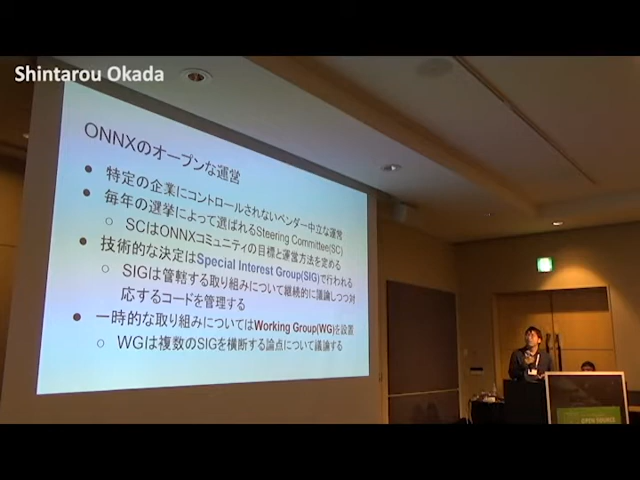 Shintarou Okada
ONNXのオープンな運営
● 特定の企業にコントロールされないベンダー中立な運営
● 毎年の選挙によって選ばれるSteering Committee(SC)
○ SCはONNXコミュニティの目標と運営方法を定める
● 技術的な決定はSpecial Interest Group(SIG)で行われる
○ SIGは管轄する取り組みについて継続的に議論しつつ対
応するコードを管理する
● 一時的な取り組みについてはWorking Group(WG)を設置
○ WGは複数のSIGを横断する論点について議論する
OPEN SOURCE